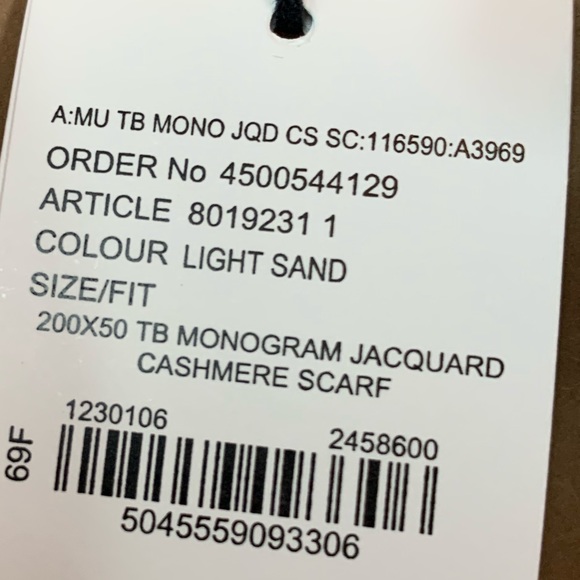 A:MU TB MONO JQD CS SC:116590:A3969
ORDER No 4500544129
ARTICLE 8019231 1
COLOUR LIGHT SAND
SIZE/FIT
200X50 TB MONOGRAM JACQUARD
CASHMERE SCARF
1230106 2458600
69F
5045559093306